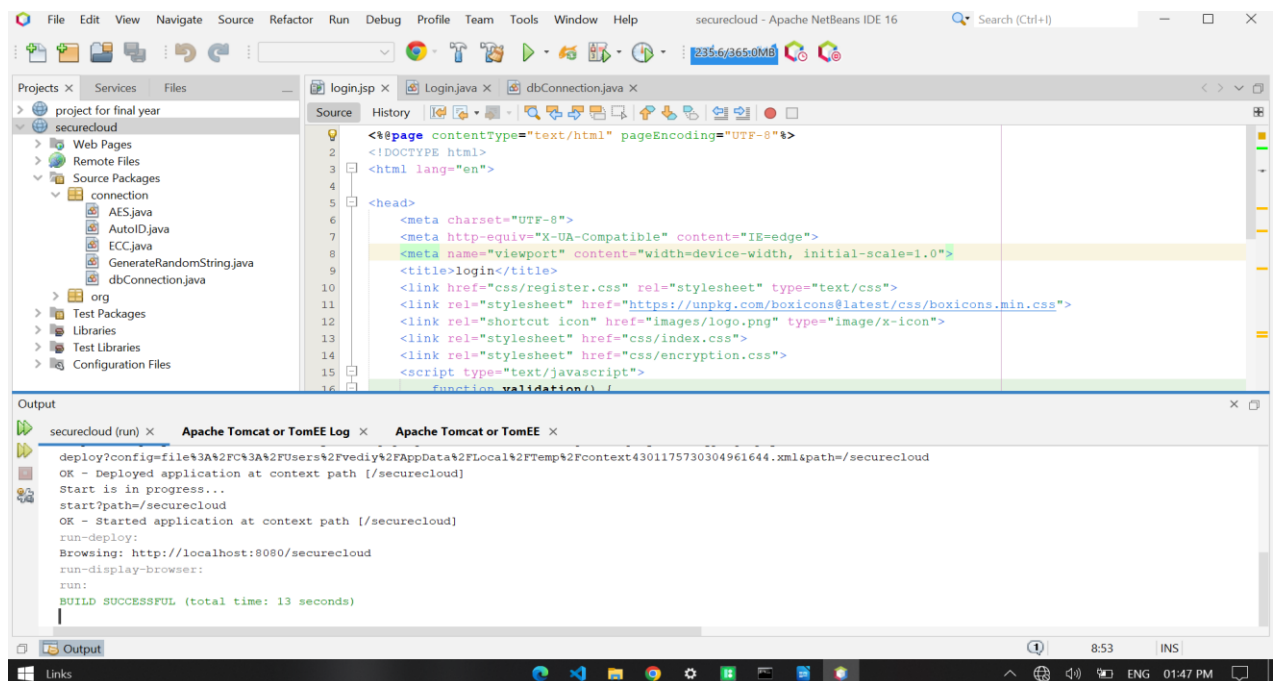 File Edit View Navigate Source Refactor Run Debug Profile Team Tools Window Help securecloud - Apache NetBeans IDE 16 Search (Ctrl+I)
235.6/365.0MB
Projects Services Files
login.jsp Login.java dbConnection.java
Source History
project for final year
securecloud
Web Pages
Remote Files
Source Packages
connection
AES.java
AutoID.java
ECC.java
GenerateRandomString.java
dbConnection.java
org
Test Packages
Libraries
Test Libraries
Configuration Files
<%@page contentType="text/html" pageEncoding="UTF-8"%>
2 <!DOCTYPE html>
3 <html lang="en">
4
5 <head>
6 <meta charset="UTF-8">
7 <meta http-equiv="X-UA-Compatible" content="IE=edge">
8 <meta name="viewport" content="width=device-width, initial-scale=1.0">
9 <title>login</title>
10 <link href="css/register.css" rel="stylesheet" type="text/css">
11 <link rel="stylesheet" href="https://unpkg.com/boxicons@latest/css/boxicons.min.css">
12 <link rel="shortcut icon" href="images/logo.png" type="image/x-icon">
13 <link rel="stylesheet" href="css/index.css">
14 <link rel="stylesheet" href="css/encryption.css">
15 <script type="text/javascript">
16 function validation() {
Output
securecloud (run) Apache Tomcat or TomEE Log Apache Tomcat or TomEE
deploy?config=file%3A%2FC%3A%2FUsers%2Fvediy%2FAppData%2FLocal%2FTemp%2Fcontext4301175730304961644.xml&path=/securecloud
OK - Deployed application at context path [/securecloud]
Start is in progress...
start?path=/securecloud
OK - Started application at context path [/securecloud]
run-deploy:
Browsing: http://localhost:8080/securecloud
run-display-browser:
run:
BUILD SUCCESSFUL (total time: 13 seconds)
Output 1 8:53 INS
Links ENG 01:47 PM